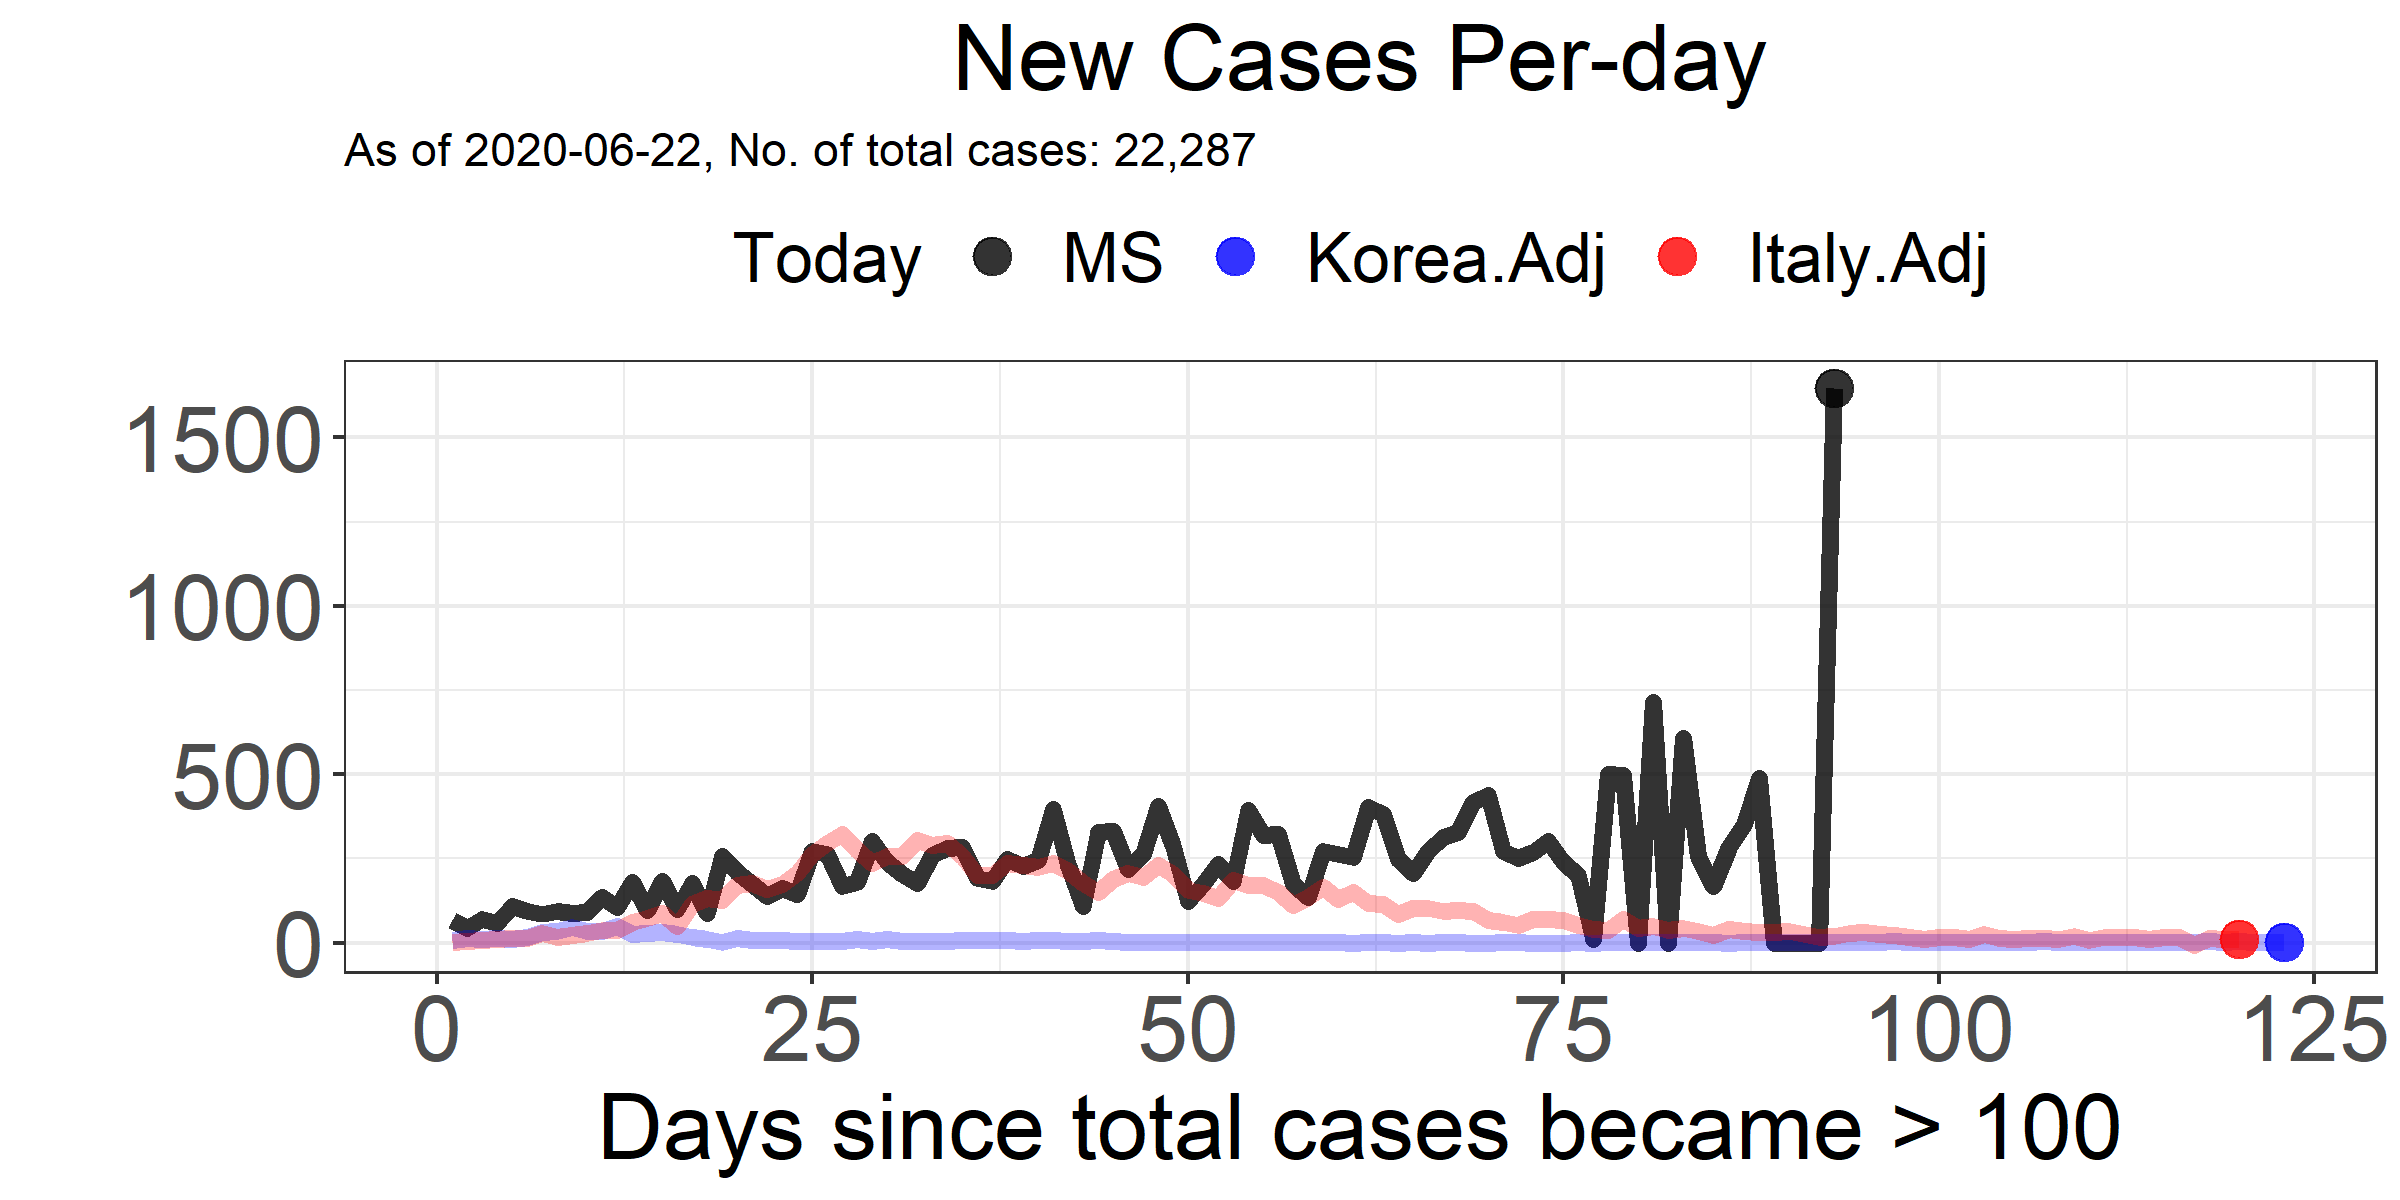 New Cases Per-day
As of 2020-06-22, No. of total cases: 22,287
Today MS Korea.Adj Italy.Adj
1500
1000
500
0
0 25 50 75 100 125
Days since total cases became > 100